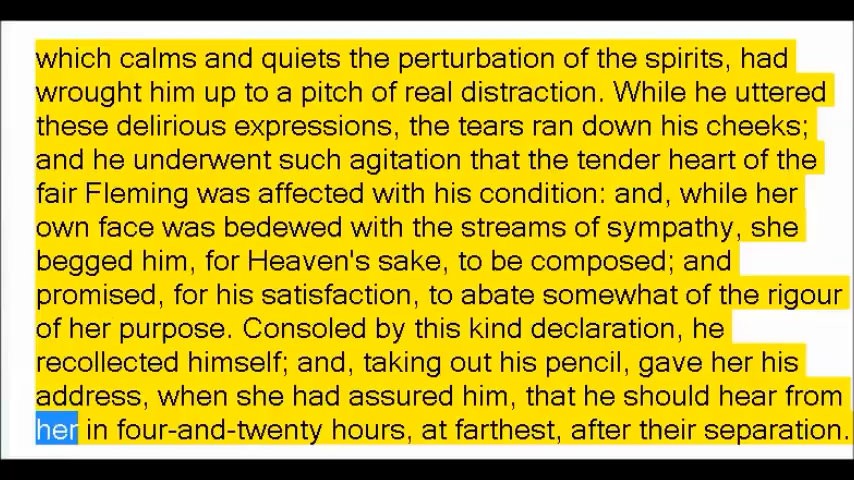 which calms and quiets the perturbation of the spirits, had
wrought him up to a pitch of real distraction. While he uttered
these delirious expressions, the tears ran down his cheeks;
and he underwent such agitation that the tender heart of the
fair Fleming was affected with his condition: and, while her
own face was bedewed with the streams of sympathy, she
begged him, for Heaven's sake, to be composed; and
promised, for his satisfaction, to abate somewhat of the rigour
of her purpose. Consoled by this kind declaration, he
recollected himself; and, taking out his pencil, gave her his
address, when she had assured him, that he should hear from
her in four-and-twenty hours, at farthest, after their separation.